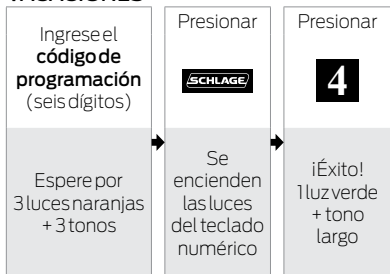 Ingrese el
código de
programación
(seis dígitos)
Espere por
3 luces naranjas
+ 3 tonos
Presionar
SCHLAGE
Se
encienden
las luces
del teclado
numérico
Presionar
4
¡Éxito!
1 luz verde
+ tono
largo